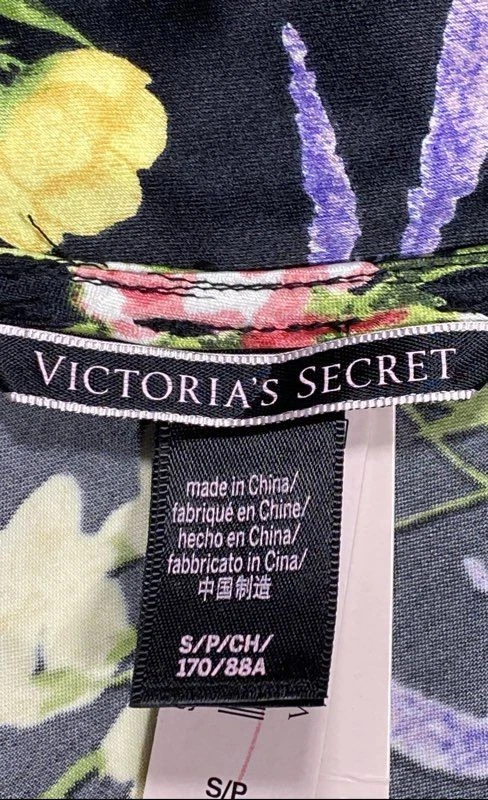 VICTORIA'S SECRET
made in China/
fabriqué en Chine/
hecho en China/
fabbricato in Cina/
中国制造
S/P/CH/
170/88A
S/P